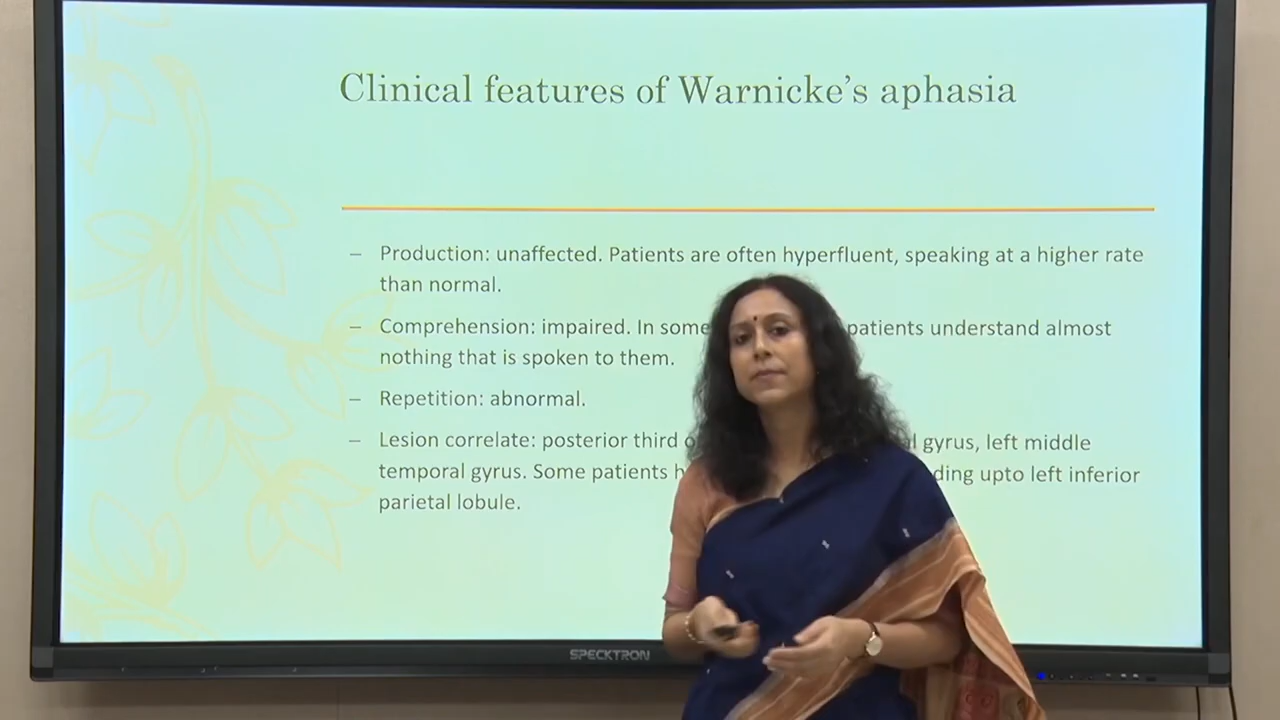 Clinical features of Warnicke's aphasia
– Production: unaffected. Patients are often hyperfluent, speaking at a higher rate
than normal.
– Comprehension: impaired. In some patients understand almost
nothing that is spoken to them.
– Repetition: abnormal.
– Lesion correlate: posterior third gyrus, left middle
temporal gyrus. Some patients upto left inferior
parietal lobule.
SPECKTRON